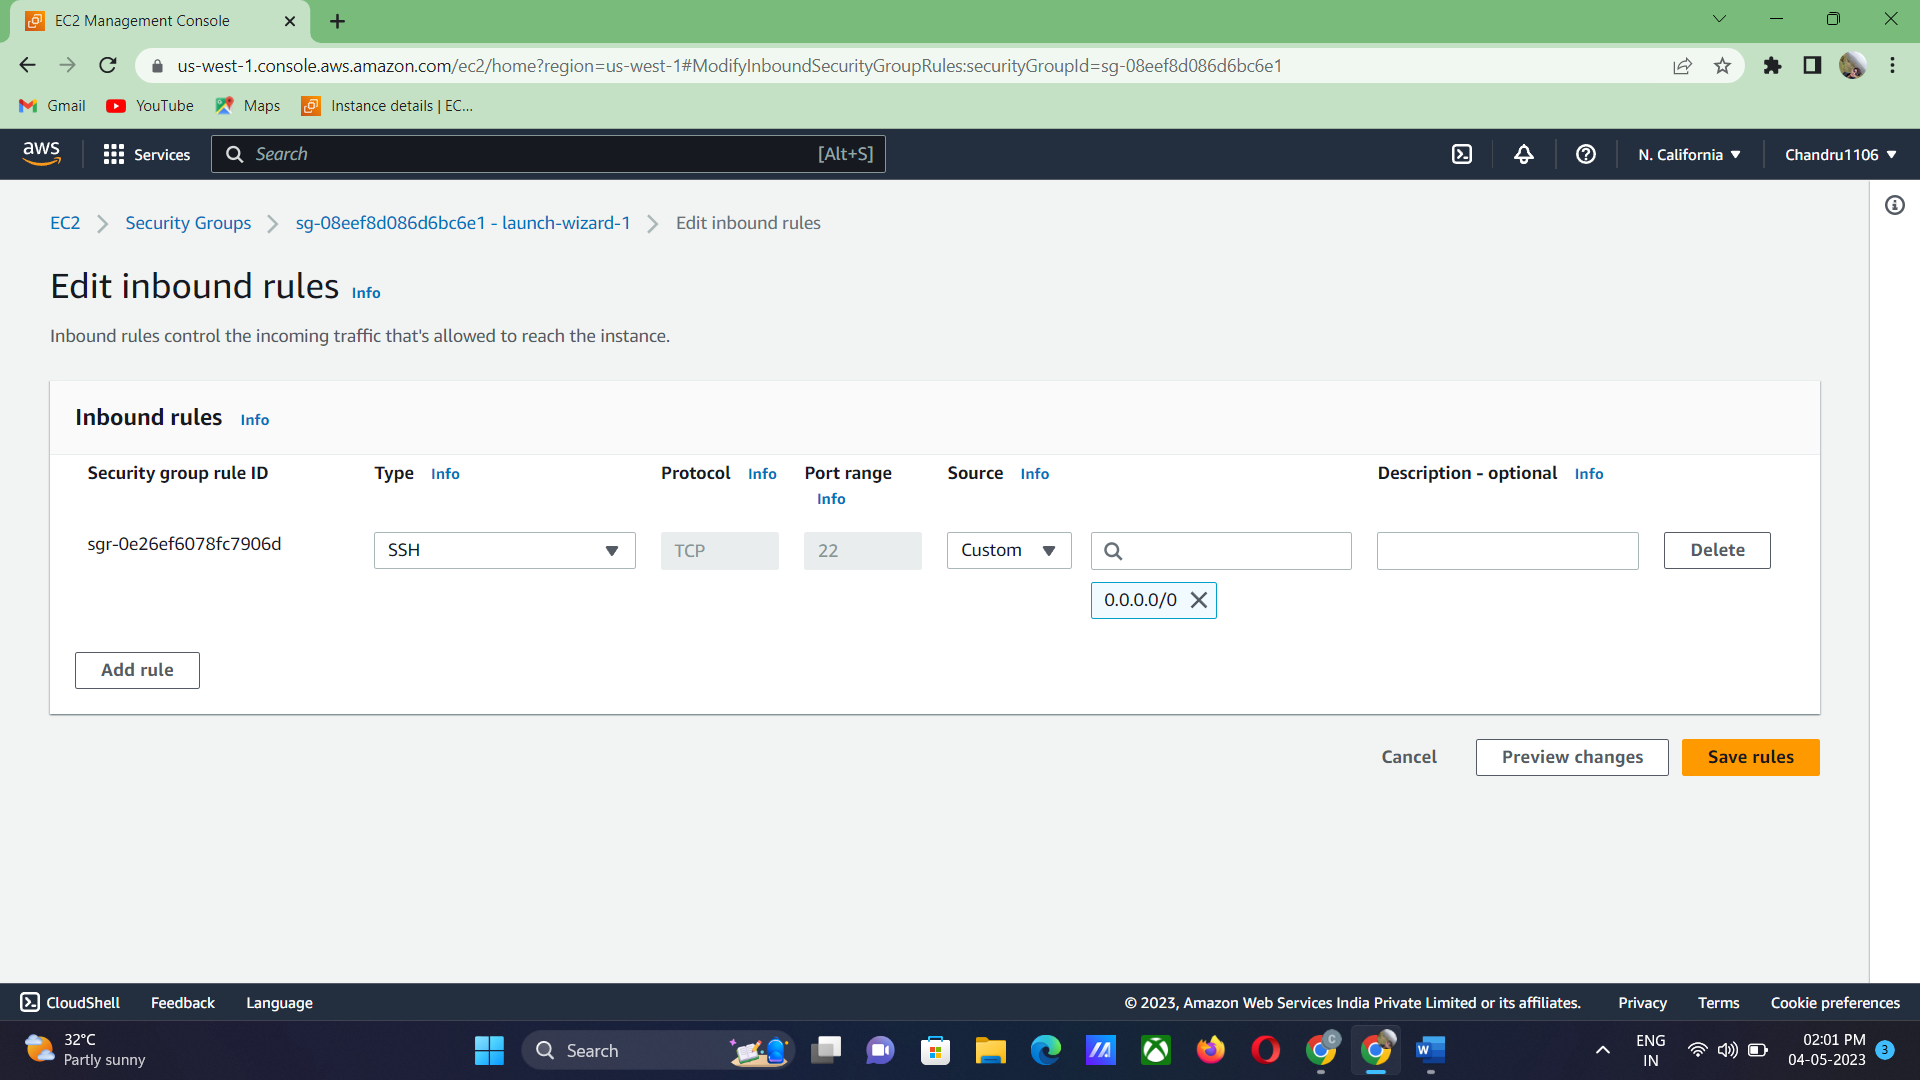 EC2 Management Console
us-west-1.console.aws.amazon.com/ec2/home?region=us-west-1#ModifyInboundSecurityGroupRules:securityGroupId=sg-08eef8d086d6bc6e1
Gmail YouTube Maps Instance details | EC...
aws Services Search [Alt+S] N. California Chandru1106
EC2 Security Groups sg-08eef8d086d6bc6e1 - launch-wizard-1 Edit inbound rules
Edit inbound rules Info
Inbound rules control the incoming traffic that's allowed to reach the instance.
Inbound rules Info
Security group rule ID Type Info Protocol Info Port range Source Info Description - optional Info
Info
sgr-0e26ef6078fc7906d SSH TCP 22 Custom Delete
0.0.0.0/0
Add rule
Cancel Preview changes Save rules
CloudShell Feedback Language © 2023, Amazon Web Services India Private Limited or its affiliates. Privacy Terms Cookie preferences
32°C
Partly sunny
Search
C
W
ENG
IN
02:01 PM
04-05-2023
3